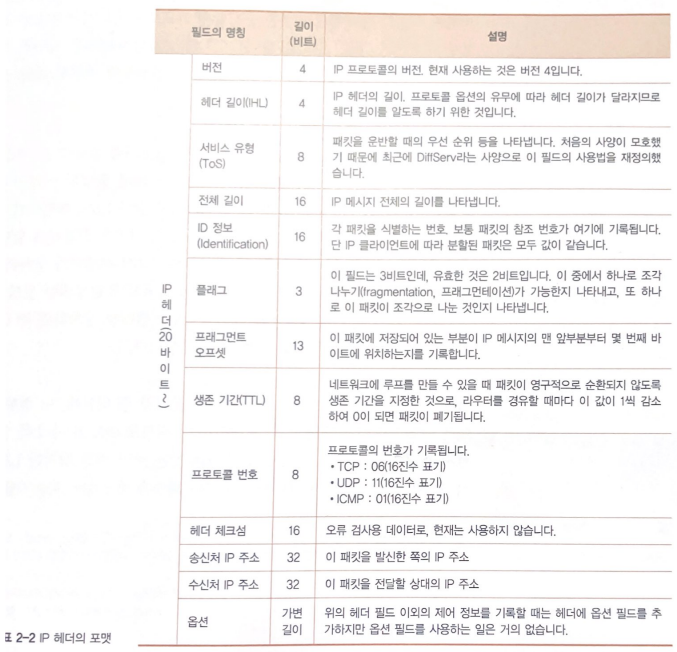 필드의 명칭
길이
(비트)
설명
IP 헤더(20바이트~)
버전
4
IP 프로토콜의 버전. 현재 사용하는 것은 버전 4입니다.
헤더 길이(IHL)
4
IP 헤더의 길이. 프로토콜 옵션의 유무에 따라 헤더 길이가 달라지므로
헤더 길이를 알도록 하기 위한 것입니다.
서비스 유형
(ToS)
8
패킷을 운반할 때의 우선 순위 등을 나타냅니다. 처음의 사양이 모호했
기 때문에 최근에 DiffServ라는 사양으로 이 필드의 사용법을 재정의했
습니다.
전체 길이
16
IP 메시지 전체의 길이를 나타냅니다.
ID 정보
(Identification)
16
각 패킷을 식별하는 번호. 보통 패킷의 참조 번호가 여기에 기록됩니다.
단 IP 클라이언트에 따라 분할된 패킷은 모두 값이 같습니다.
플래그
3
이 필드는 3비트인데, 유효한 것은 2비트입니다. 이 중에서 하나로 조각
나누기(fragmentation, 프래그먼테이션)가 가능한지 나타내고, 또 하나
로 이 패킷이 조각으로 나눈 것인지 나타냅니다.
프래그먼트
오프셋
13
이 패킷에 저장되어 있는 부분이 IP 메시지의 맨 앞부분부터 몇 번째 바
이트에 위치하는지를 기록합니다.
생존 기간(TTL)
8
네트워크에 루프를 만들 수 있을 때 패킷이 영구적으로 순환되지 않도록
생존 기간을 지정한 것으로, 라우터를 경유할 때마다 이 값이 1씩 감소
하여 0이 되면 패킷이 폐기됩니다.
프로토콜 번호
8
프로토콜의 번호가 기록됩니다.
• TCP : 06(16진수 표기)
• UDP : 11(16진수 표기)
• ICMP : 01(16진수 표기)
헤더 체크섬
16
오류 검사용 데이터로, 현재는 사용하지 않습니다.
송신처 IP 주소
32
이 패킷을 발신한 쪽의 IP 주소
수신처 IP 주소
32
이 패킷을 전달할 상대의 IP 주소
옵션
가변
길이
위의 헤더 필드 이외의 제어 정보를 기록할 때는 헤더에 옵션 필드를 추
가하지만 옵션 필드를 사용하는 일은 거의 없습니다.
표 2-2 IP 헤더의 포맷